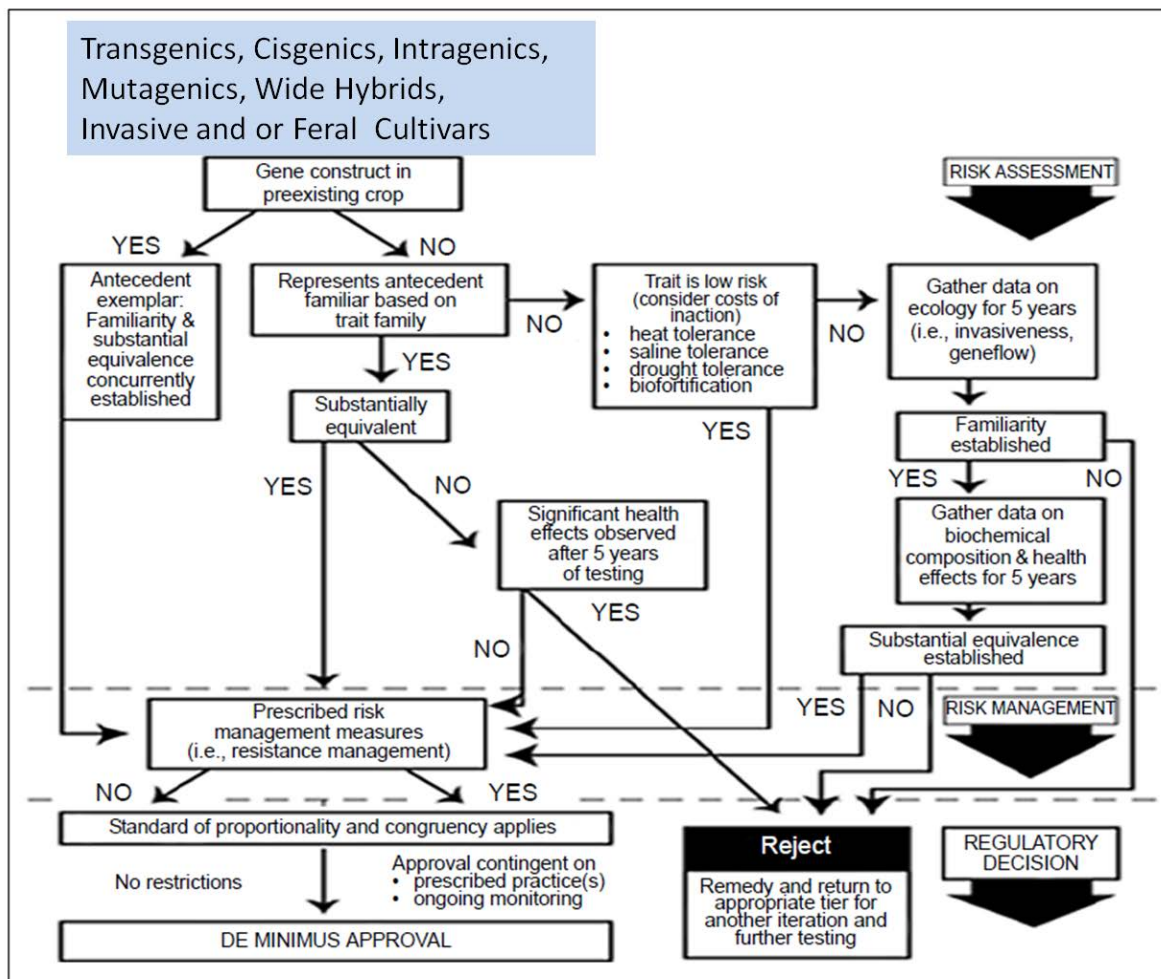 Transgenics, Cisgenics, Intragenics,
Mutagenics, Wide Hybrids,
Invasive and or Feral  Cultivars
Gene construct in
preexisting crop
RISK ASSESSMENT
YES
NO
Antecedent
exemplar:
Familiarity &
substantial
equivalence
concurrently
established
Represents antecedent
familiar based on
trait family
NO
Trait is low risk
(consider costs of
inaction)
• heat tolerance
• saline tolerance
• drought tolerance
• biofortification
NO
Gather data on
ecology for 5 years
(i.e., invasiveness,
geneflow)
YES
Substantially
equivalent
YES
Familiarity
established
YES
NO
YES
NO
Significant health
effects observed
after 5 years
of testing
Gather data on
biochemical
composition & health
effects for 5 years
YES
NO
Substantial equivalence
established
YES
NO
Prescribed risk
management measures
(i.e., resistance management)
RISK MANAGEMENT
NO
YES
Standard of proportionality and congruency applies
No restrictions
Approval contingent on
• prescribed practice(s)
• ongoing monitoring
DE MINIMUS APPROVAL
Reject
Remedy and return to
appropriate tier for
another iteration and
further testing
REGULATORY
DECISION